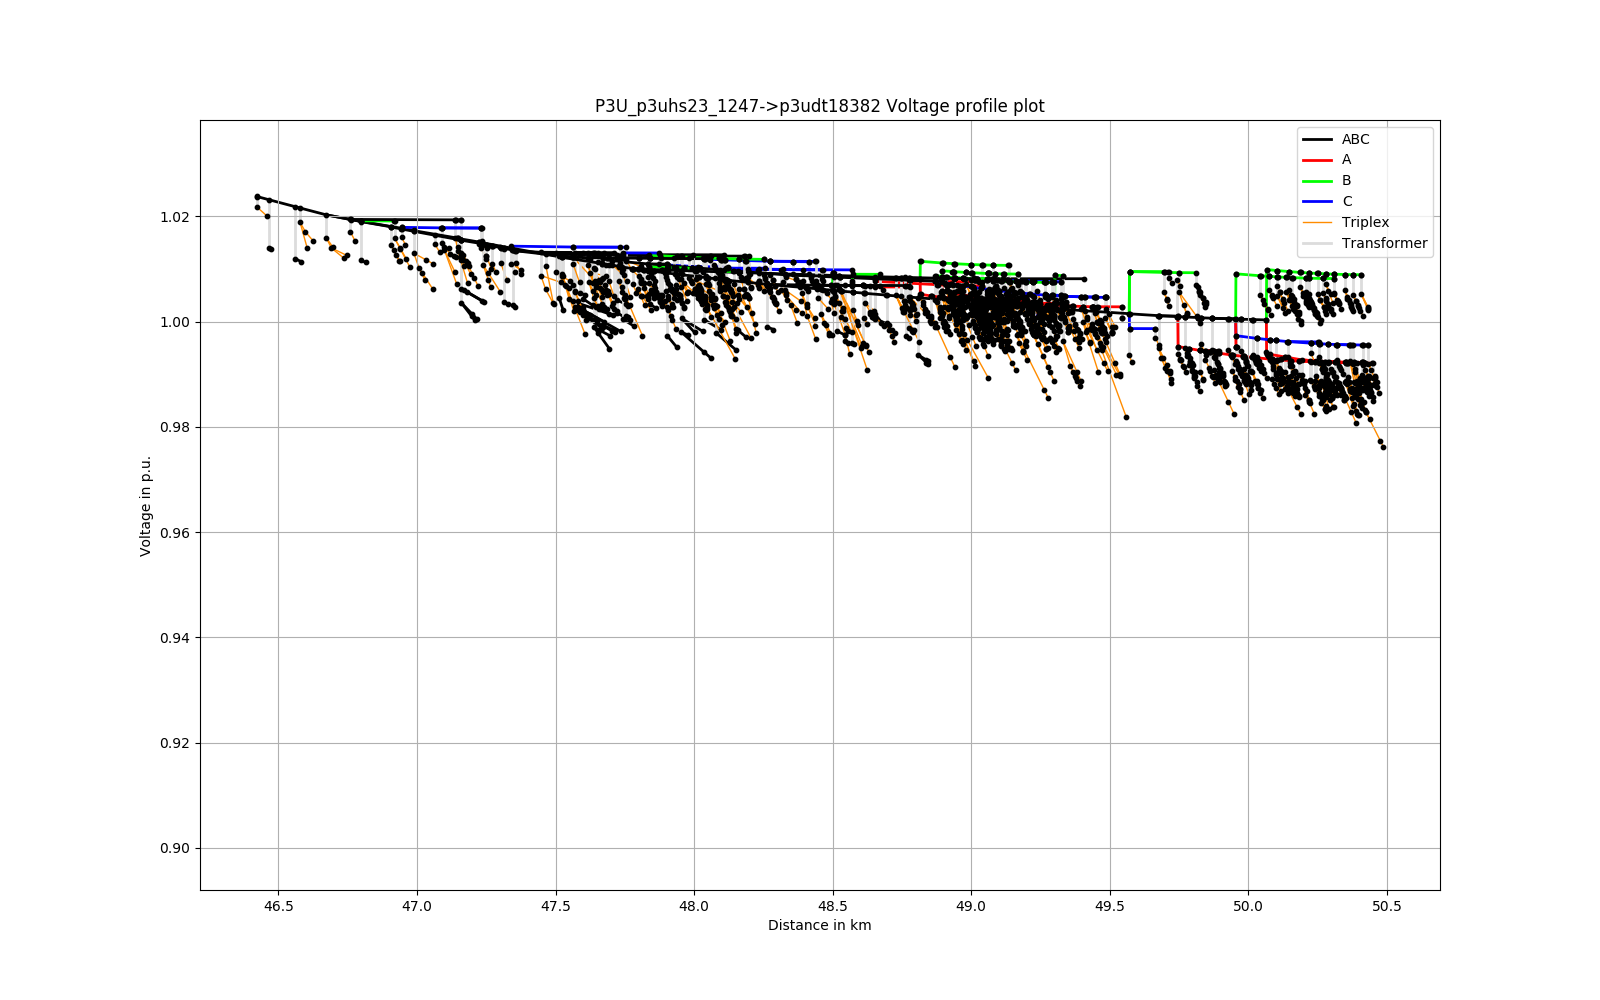 P3U_p3uhs23_1247->p3udt18382 Voltage profile plot
ABC
A
B
C
Triplex
Transformer
1.02
1.00
0.98
0.96
0.94
0.92
0.90
Voltage in p.u.
46.5 47.0 47.5 48.0 48.5 49.0 49.5 50.0 50.5
Distance in km